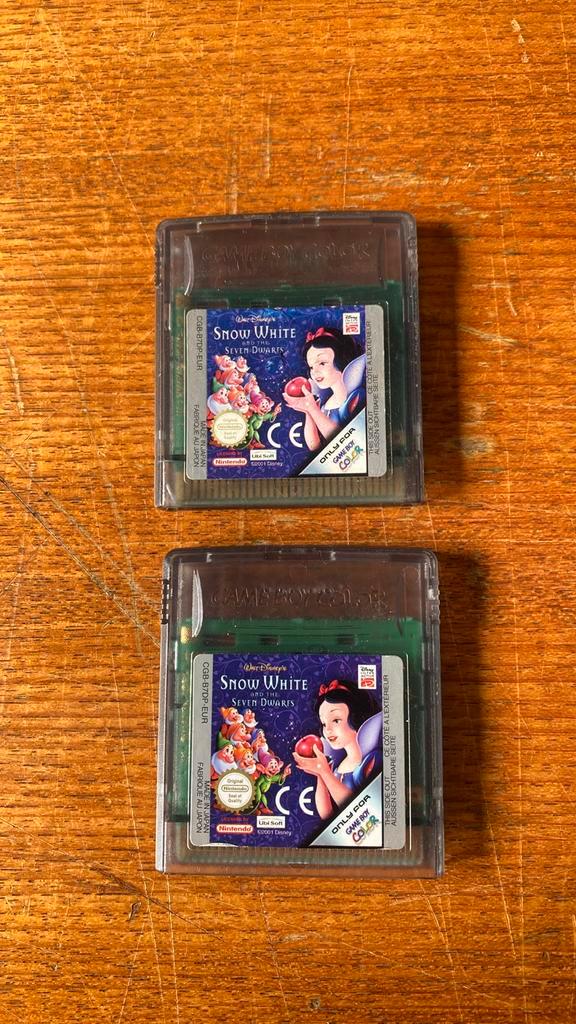 GAME BOY COLOR
CGB-B7DP-EUR
Walt Disney's
SNOW WHITE
AND THE
SEVEN DWARFS
Original
Nintendo
Seal of
Quality
CE
Licensed by
Nintendo
Ubi Soft
©2001 Disney
ONLY FOR
GAME BOY
COLOR
MADE IN JAPAN
FABRIQUÉ AU JAPON
THIS SIDE OUT
CE CÔTÉ À L'EXTÉRIEUR
AUSSEN SICHTBARE SEITE
GAME BOY COLOR
CGB-B7DP-EUR
Walt Disney's
SNOW WHITE
AND THE
SEVEN DWARFS
Original
Nintendo
Seal of
Quality
CE
Licensed by
Nintendo
Ubi Soft
©2001 Disney
ONLY FOR
GAME BOY
COLOR
MADE IN JAPAN
FABRIQUÉ AU JAPON
THIS SIDE OUT
CE CÔTÉ À L'EXTÉRIEUR
AUSSEN SICHTBARE SEITE